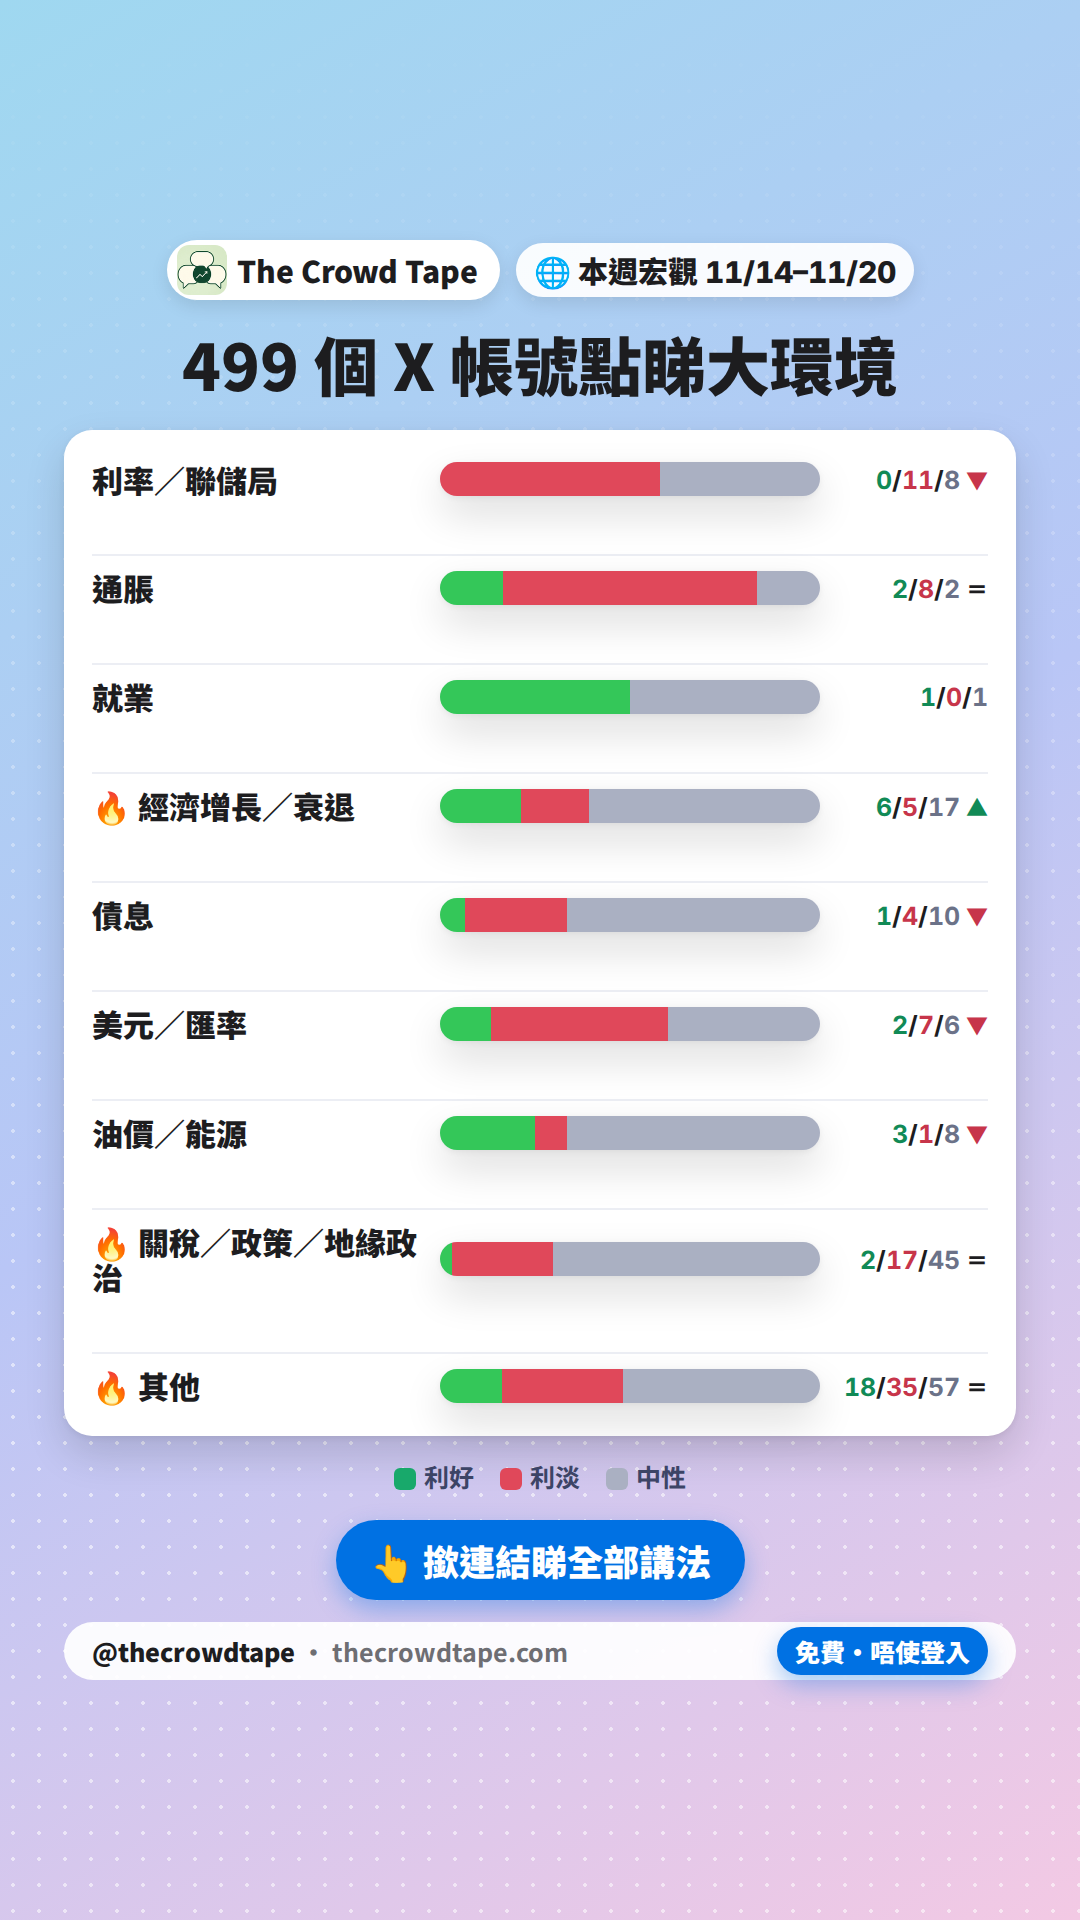 The Crowd Tape
🌐 本週宏觀 11/14–11/20
499 個 X 帳號點睇大環境
利率／聯儲局
0/11/8 ▼
通脹
2/8/2 =
就業
1/0/1
🔥 經濟增長／衰退
6/5/17 ▲
債息
1/4/10 ▼
美元／匯率
2/7/6 ▼
油價／能源
3/1/8 ▼
🔥 關稅／政策／地緣政
治
2/17/45 =
🔥 其他
18/35/57 =
利好 利淡 中性
👆 撳連結睇全部講法
@thecrowdtape · thecrowdtape.com
免費・唔使登入